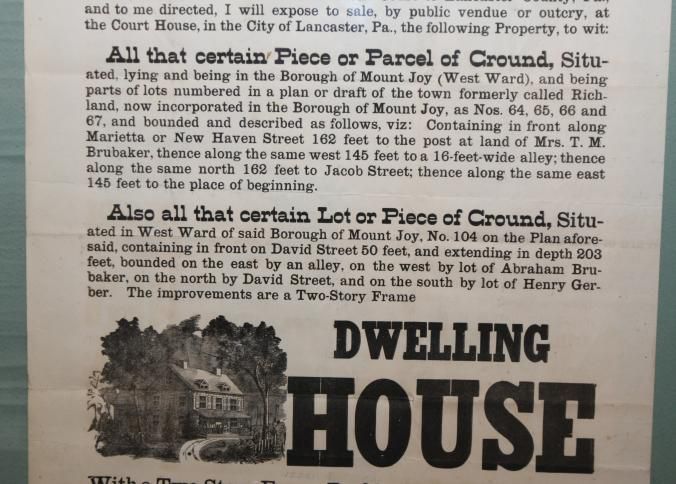 and to me directed, I will expose to sale, by public vendue or outcry, at
the Court House, in the City of Lancaster, Pa., the following Property, to wit:
All that certain Piece or Parcel of Ground, Situ-
ated, lying and being in the Borough of Mount Joy (West Ward), and being
parts of lots numbered in a plan or draft of the town formerly called Rich-
land, now incorporated in the Borough of Mount Joy, as Nos. 64, 65, 66 and
67, and bounded and described as follows, viz: Containing in front along
Marietta or New Haven Street 162 feet to the post at land of Mrs. T. M.
Brubaker, thence along the same west 145 feet to a 16-feet-wide alley; thence
along the same north 162 feet to Jacob Street; thence along the same east
145 feet to the place of beginning.
Also all that certain Lot or Piece of Ground, Situ-
ated in West Ward of said Borough of Mount Joy, No. 104 on the Plan afore-
said, containing in front on David Street 50 feet, and extending in depth 203
feet, bounded on the east by an alley, on the west by lot of Abraham Bru-
baker, on the north by David Street, and on the south by lot of Henry Ger-
ber. The improvements are a Two-Story Frame
DWELLING
HOUSE
With a Two-Story Frame